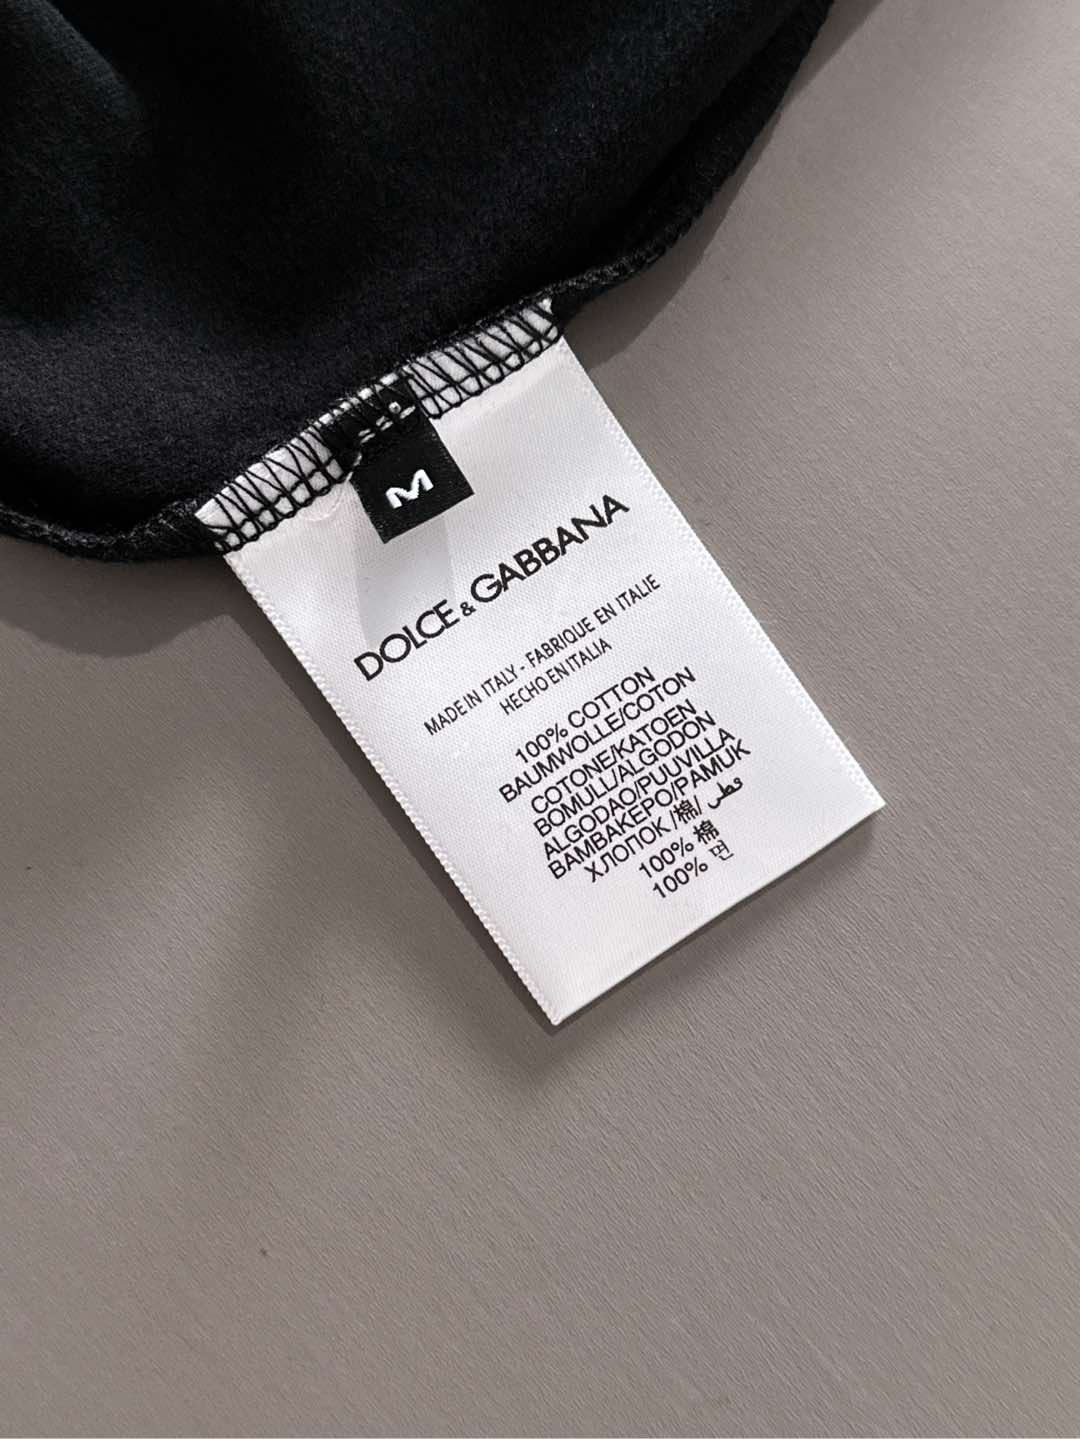 M
DOLCE & GABBANA
MADE IN ITALY - FABRIQUE EN ITALIE
HECHO EN ITALIA
100% COTTON
BAUMWOLLE/COTON
COTONE/KATOEN
BOMULL/ALGODON
ALGODAO/PUUVILLA
BAMBAKEPO/PAMUK
ХЛОПОК/棉/ قطر
100% 棉
100% 면